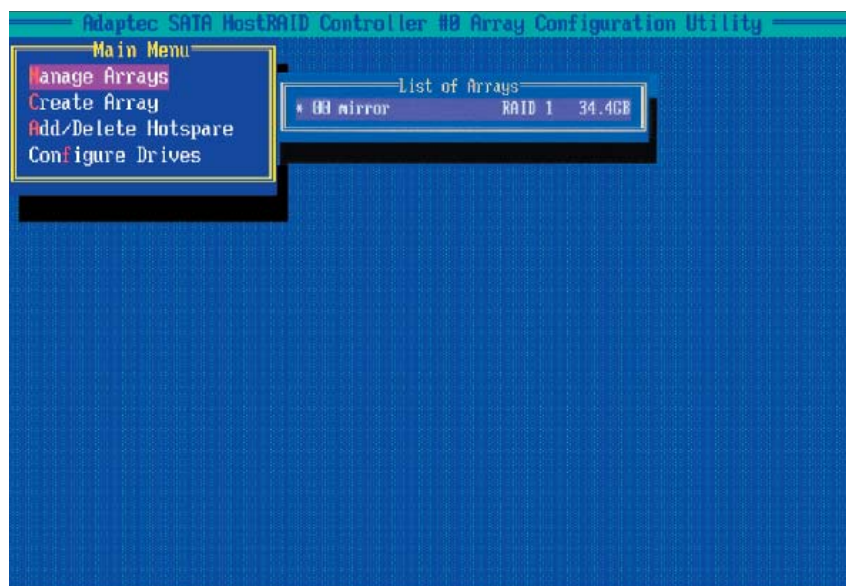 Adaptec SATA HostRAID Controller #0 Array Configuration Utility
Main Menu
Manage Arrays
Create Array
Add/Delete Hotspare
Configure Drives
List of Arrays
* 00 mirror RAID 1 34.4GB